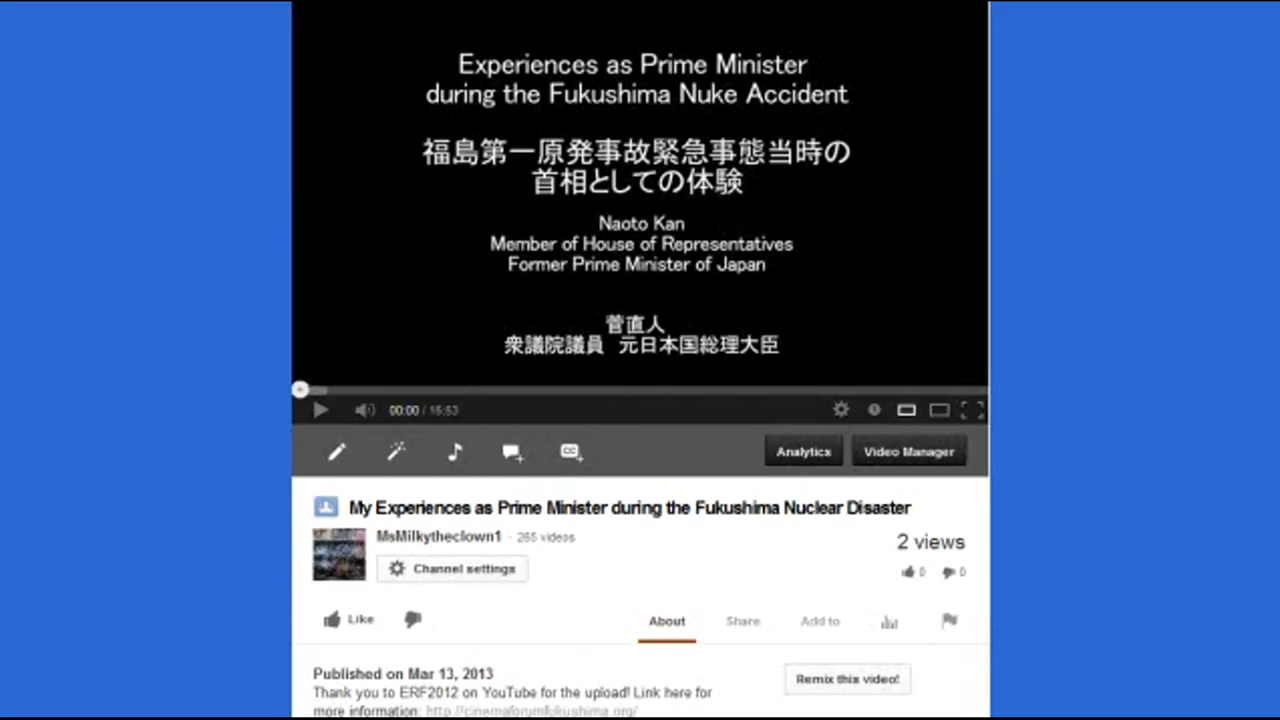 Experiences as Prime Minister
during the Fukushima Nuke Accident
福島第一原発事故緊急事態当時の
首相としての体験
Naoto Kan
Member of House of Representatives
Former Prime Minister of Japan
菅直人
衆議院議員　元日本国総理大臣
00:00 / 15:53
Analytics
Video Manager
My Experiences as Prime Minister during the Fukushima Nuclear Disaster
MsMilkytheclown1 · 265 videos
2 views
Channel settings
0 0
Like
About Share Add to
Published on Mar 13, 2013
Remix this video!
Thank you to ERF2012 on YouTube for the upload! Link here for
more information: http://cinemaforumfukushima.org/